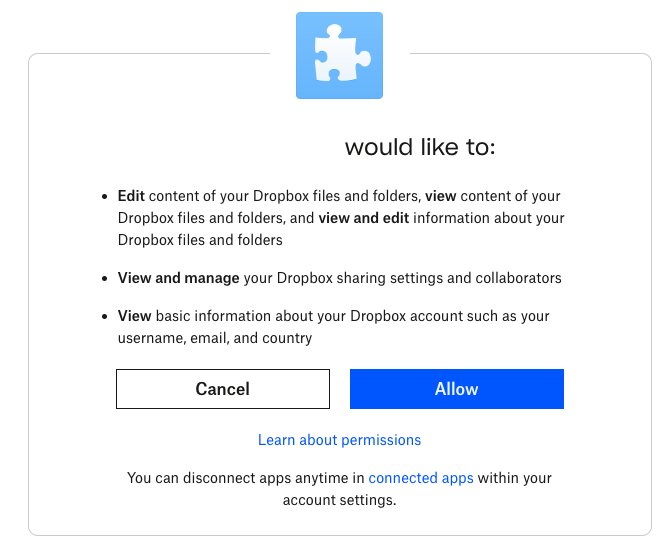 would like to:
• Edit content of your Dropbox files and folders, view content of your
Dropbox files and folders, and view and edit information about your
Dropbox files and folders
• View and manage your Dropbox sharing settings and collaborators
• View basic information about your Dropbox account such as your
username, email, and country
Cancel
Allow
Learn about permissions
You can disconnect apps anytime in connected apps within your
account settings.